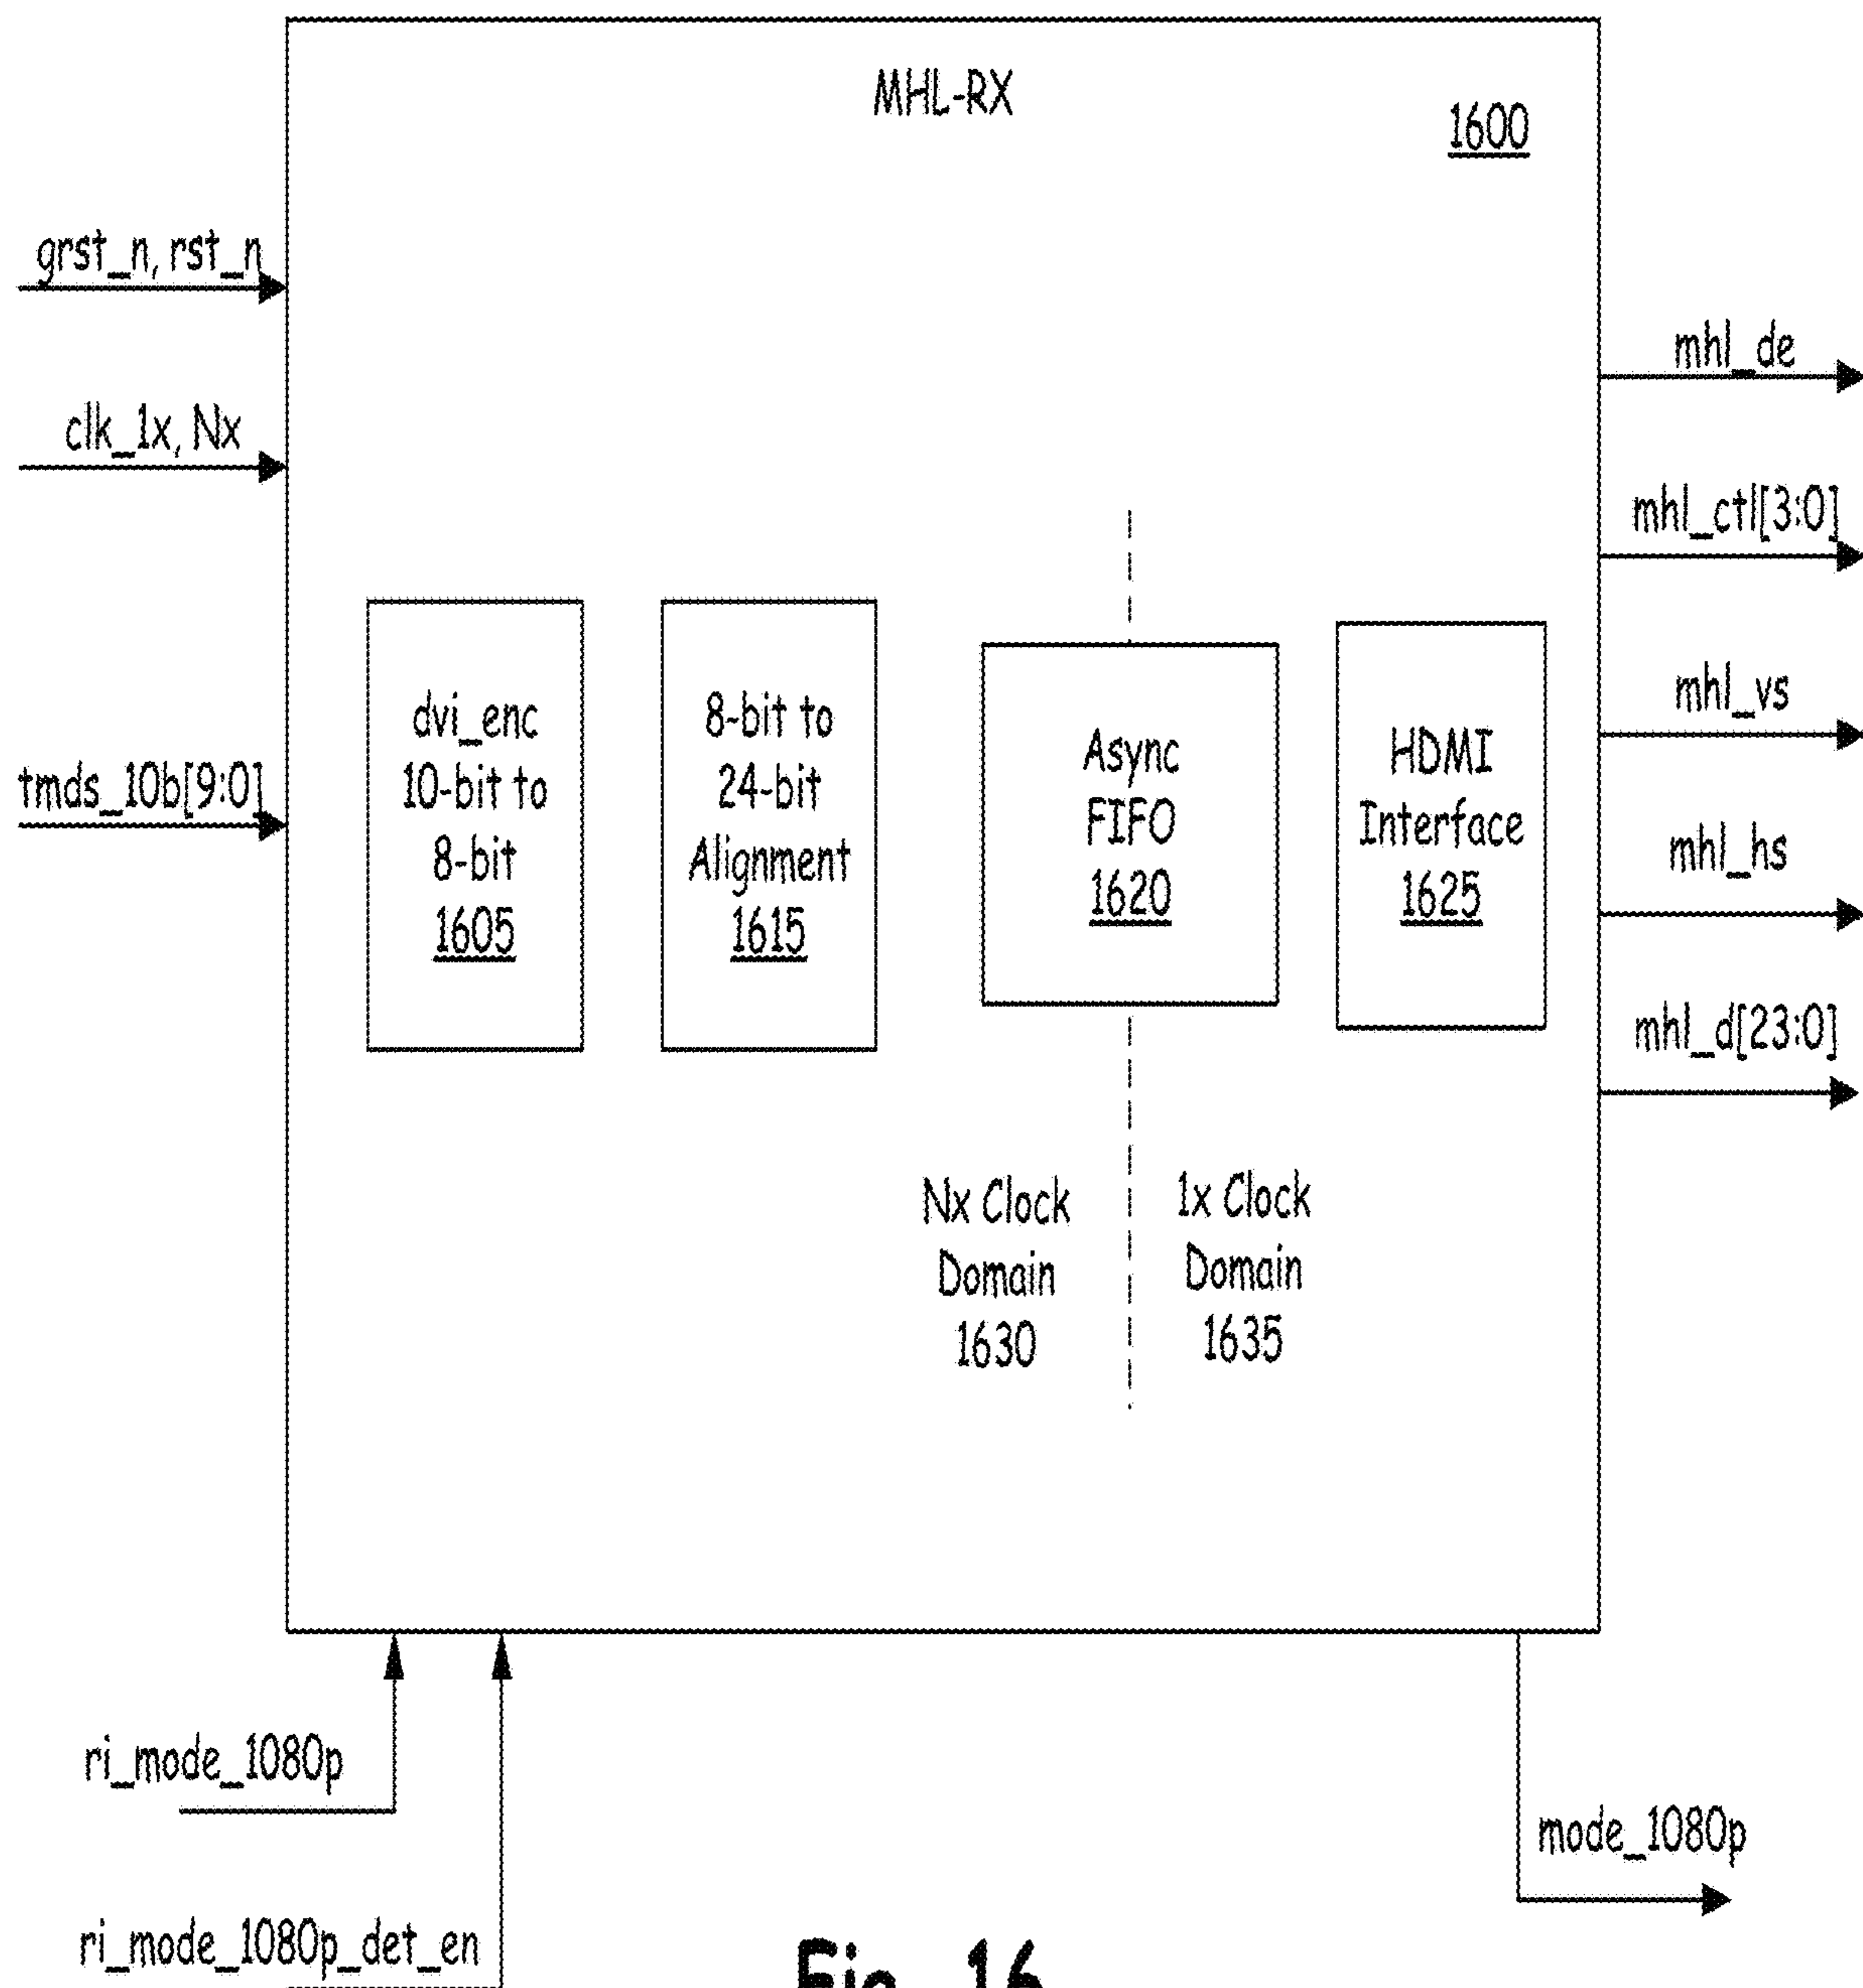 MHL-RX
1600
grst_n, rst_n
clk_1x, Nx
tmds_10b[9:0]
dvi_enc
10-bit to
8-bit
1605
8-bit to
24-bit
Alignment
1615
Async
FIFO
1620
HDMI
Interface
1625
mhl_de
mhl_ctl[3:0]
mhl_vs
mhl_hs
mhl_d[23:0]
Nx Clock
Domain
1630
1x Clock
Domain
1635
ri_mode_1080p
mode_1080p
ri_mode_1080p_det_en
Fig. 16